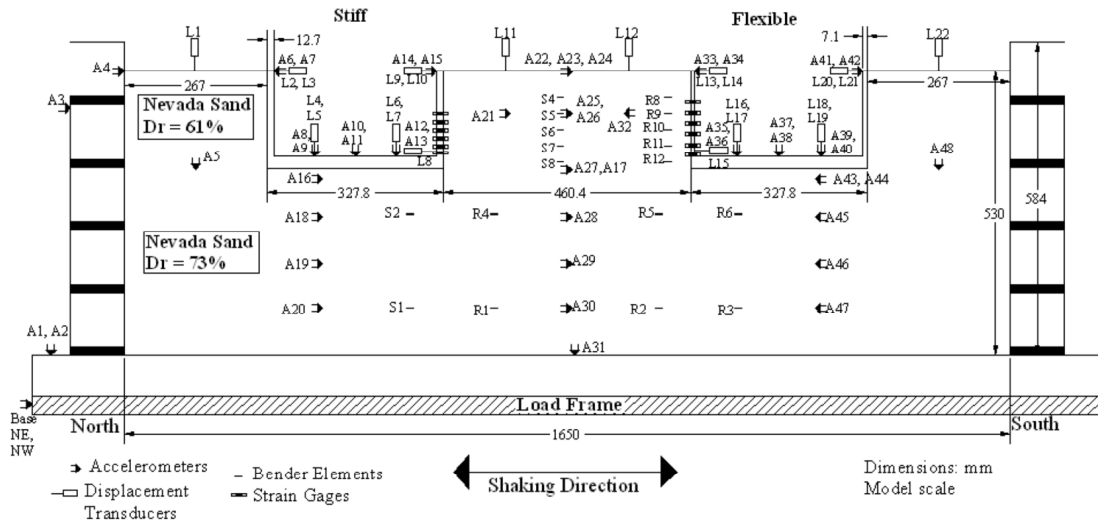 Stiff
Flexible
L1
12.7
L11
L12
7.1
L22
A4
A6, A7
L2, L3
A14, A15
L9, L10
A22, A23, A24
A33, A34
L13, L14
A41, A42
L20, L21
267
267
A3
Nevada Sand
Dr = 61%
L4,
L5
L6,
L7
A8,
A9
A10,
A11
A12,
A13
L8
A21
S4
S5
S6
S7
S8
A25,
A26
A32
R8
R9
R10
R11
R12
L16,
L17
A35,
A36
L15
A37,
A38
L18,
L19
A39,
A40
A5
A48
A16
A27, A17
A43, A44
327.8
460.4
327.8
584
530
A18
S2
R4
A28
R5
R6
A45
Nevada Sand
Dr = 73%
A19
A29
A46
A20
S1
R1
A30
R2
R3
A47
A1, A2
A31
Load Frame
Base
NE,
NW
North
South
1650
Accelerometers
Displacement
Transducers
Bender Elements
Strain Gages
Shaking Direction
Dimensions: mm
Model scale